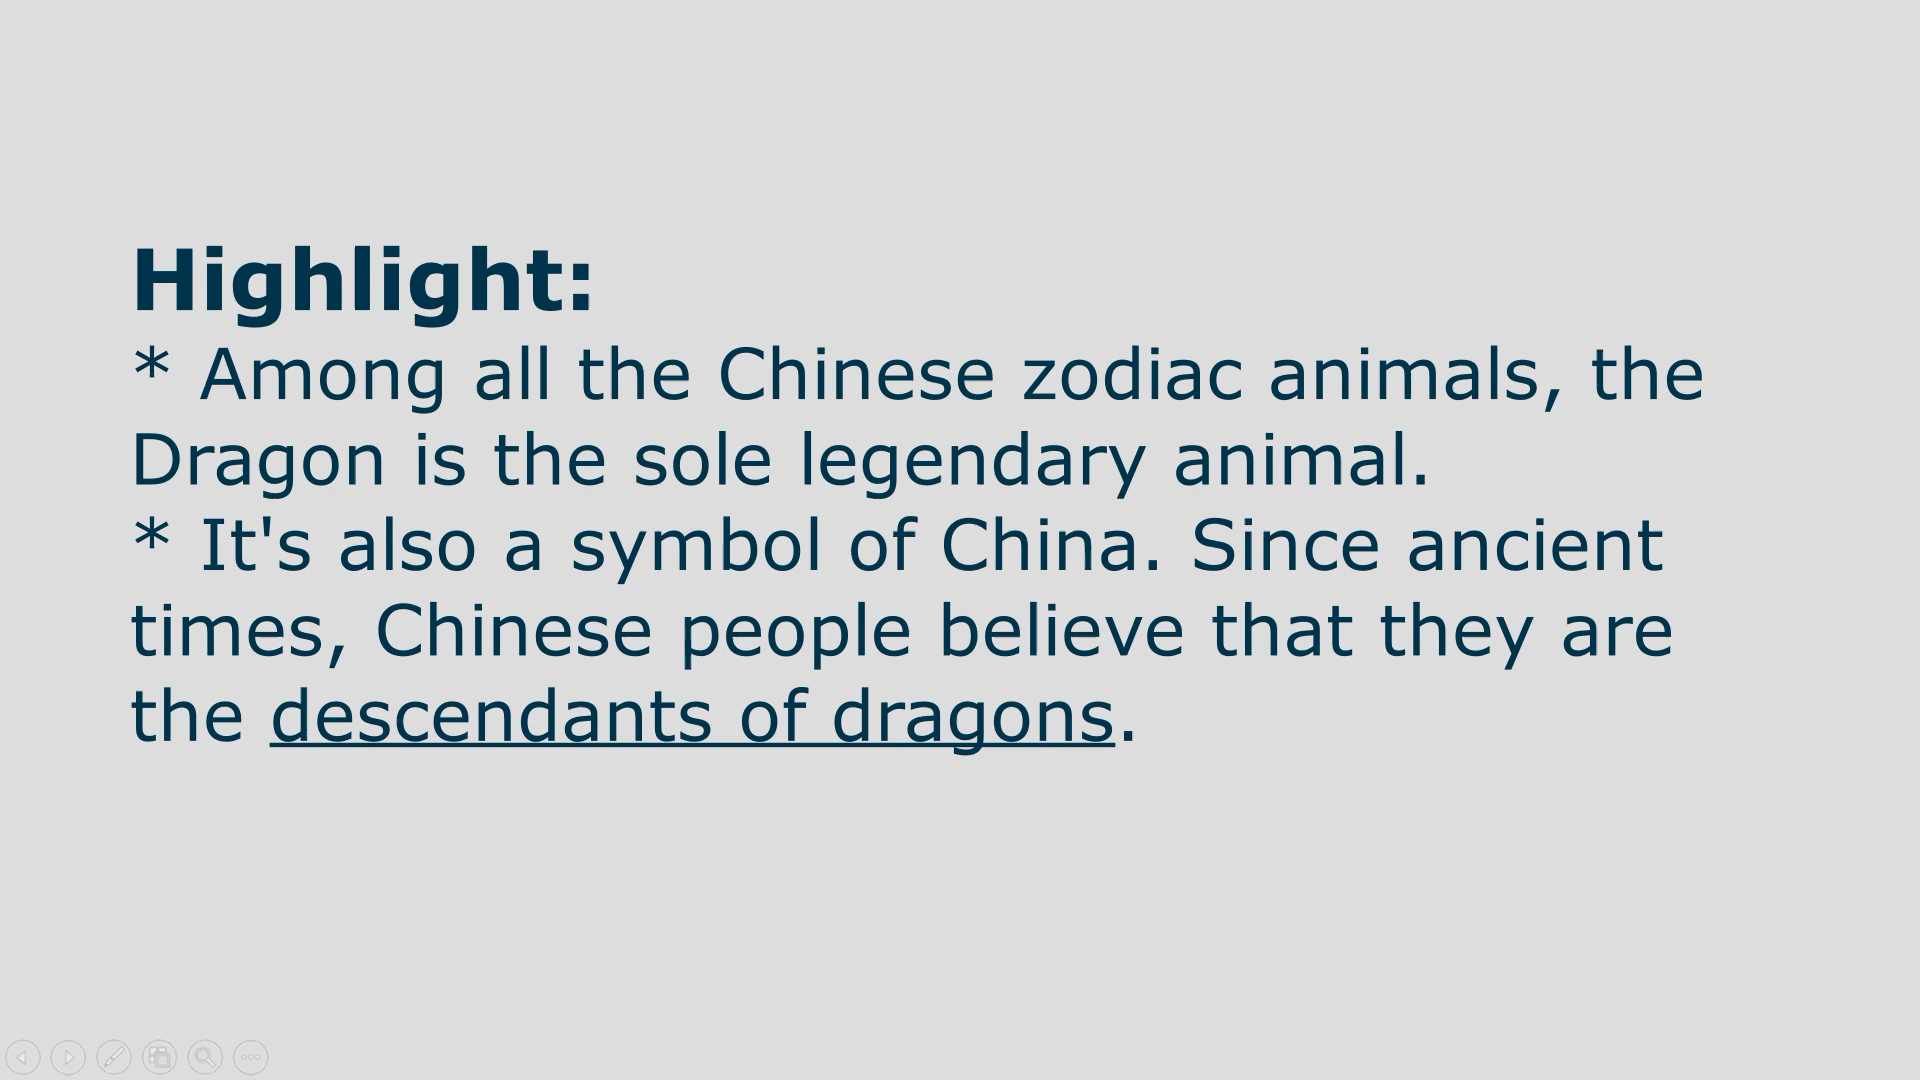 Highlight:
* Among all the Chinese zodiac animals, the
Dragon is the sole legendary animal.
* It's also a symbol of China. Since ancient
times, Chinese people believe that they are
the descendants of dragons.